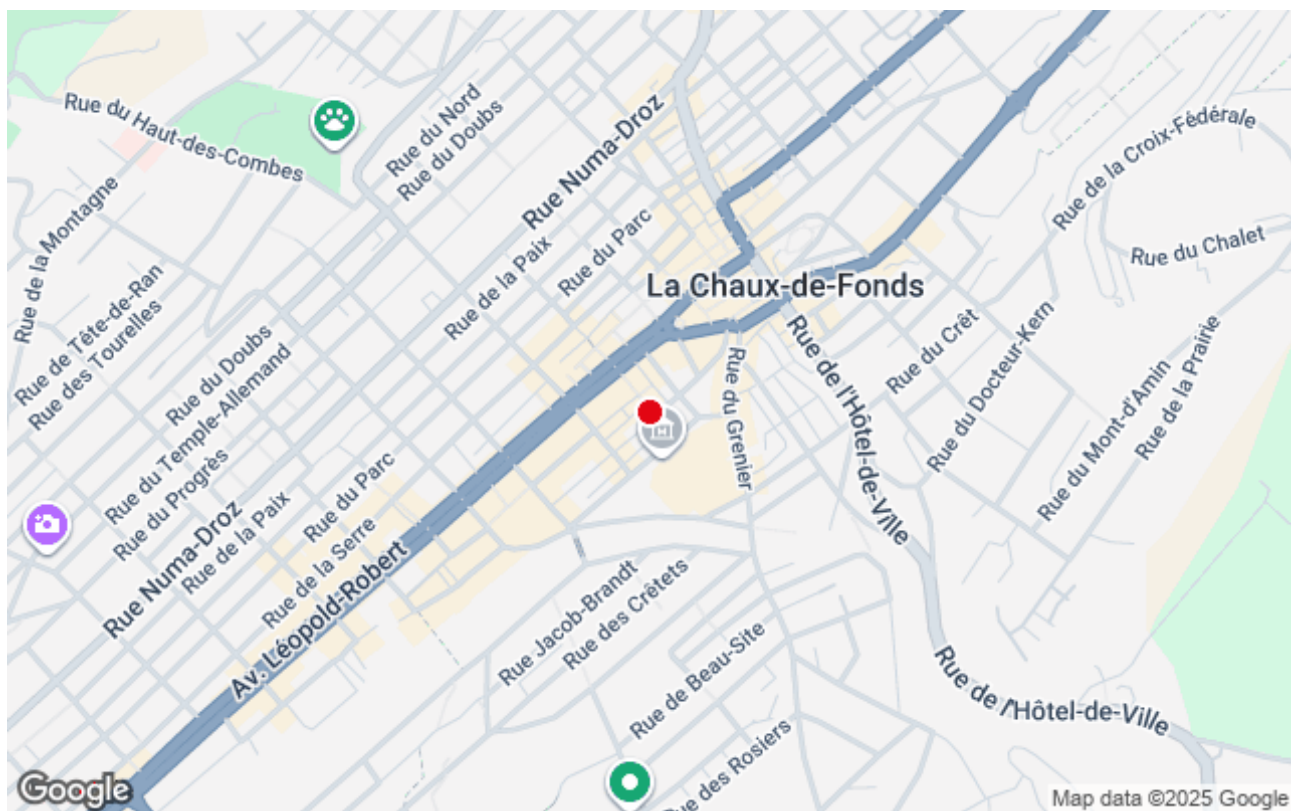 Rue du Haut-des-Combes
Rue du Nord
Rue du Doubs
Rue Numa-Droz
Rue de la Croix-Fédérale
Rue de la Montagne
Rue du Parc
Rue de la Paix
Rue du Chalet
La Chaux-de-Fonds
Rue de Tête-de-Ran
Rue des Tourelles
Rue du Doubs
Rue du Temple-Allemand
Rue du Progrès
Rue Numa-Droz
Rue de la Paix
Rue du Parc
Rue de la Serre
Av. Léopold-Robert
Rue du Grenier
Rue de l'Hôtel-de-Ville
Rue du Crêt
Rue du Docteur-Kern
Rue du Mont-d'Amin
Rue de la Prairie
Rue Jacob-Brandt
Rue des Crêtets
Rue de Beau-Site
Rue des Rosiers
Rue de l'Hôtel-de-Ville
Google
Map data ©2025 Google